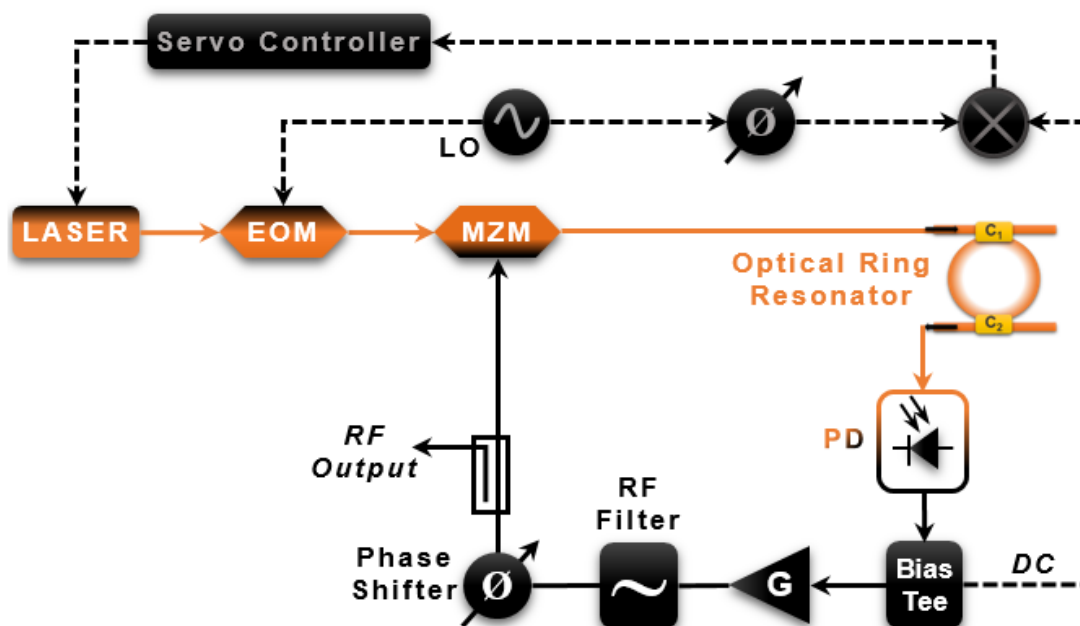 Servo Controller
LO
Ø
LASER
EOM
MZM
C₁
Optical Ring
Resonator
C₂
PD
RF
Output
RF
Filter
Phase
Shifter
Ø
G
Bias
Tee
DC